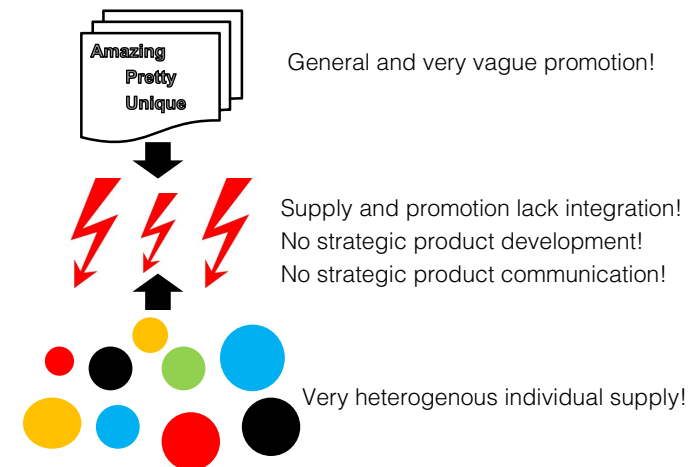 Amazing
Pretty
Unique
General and very vague promotion!
Supply and promotion lack integration!
No strategic product development!
No strategic product communication!
Very heterogenous individual supply!